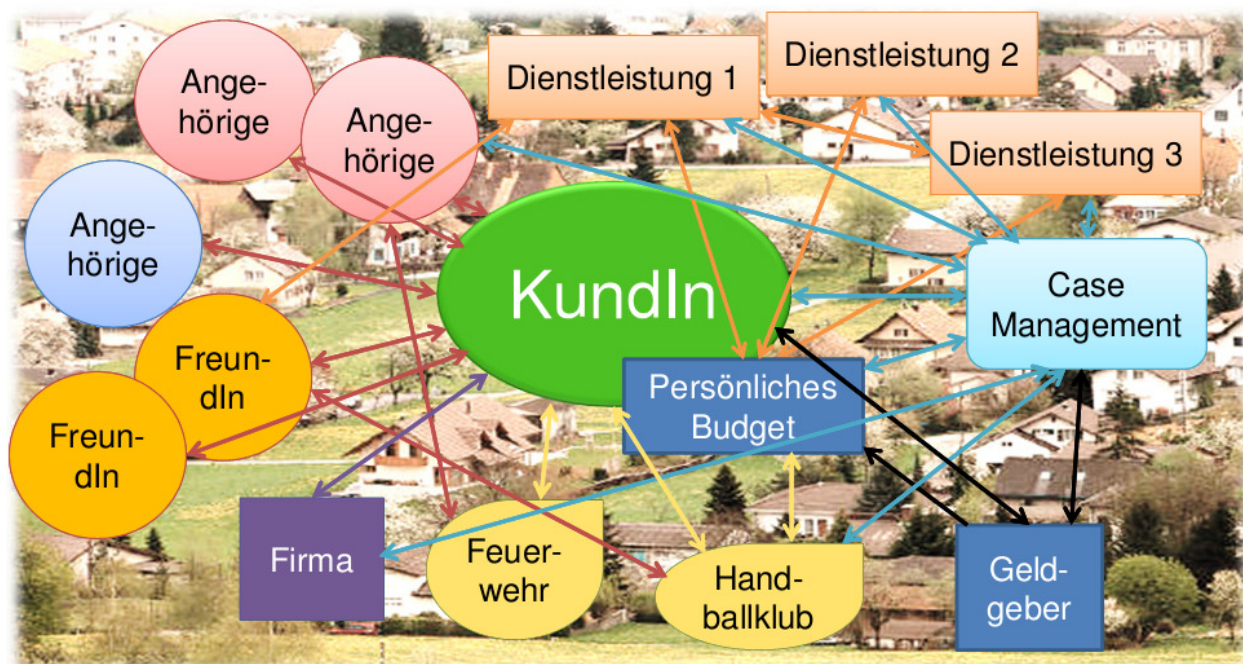 Ange-
hörige
Ange-
hörige
Dienstleistung 1
Dienstleistung 2
Dienstleistung 3
Ange-
hörige
KundIn
Case
Management
Freun-
dIn
Freun-
dIn
Persönliches
Budget
Firma
Feuer-
wehr
Hand-
ballklub
Geld-
geber